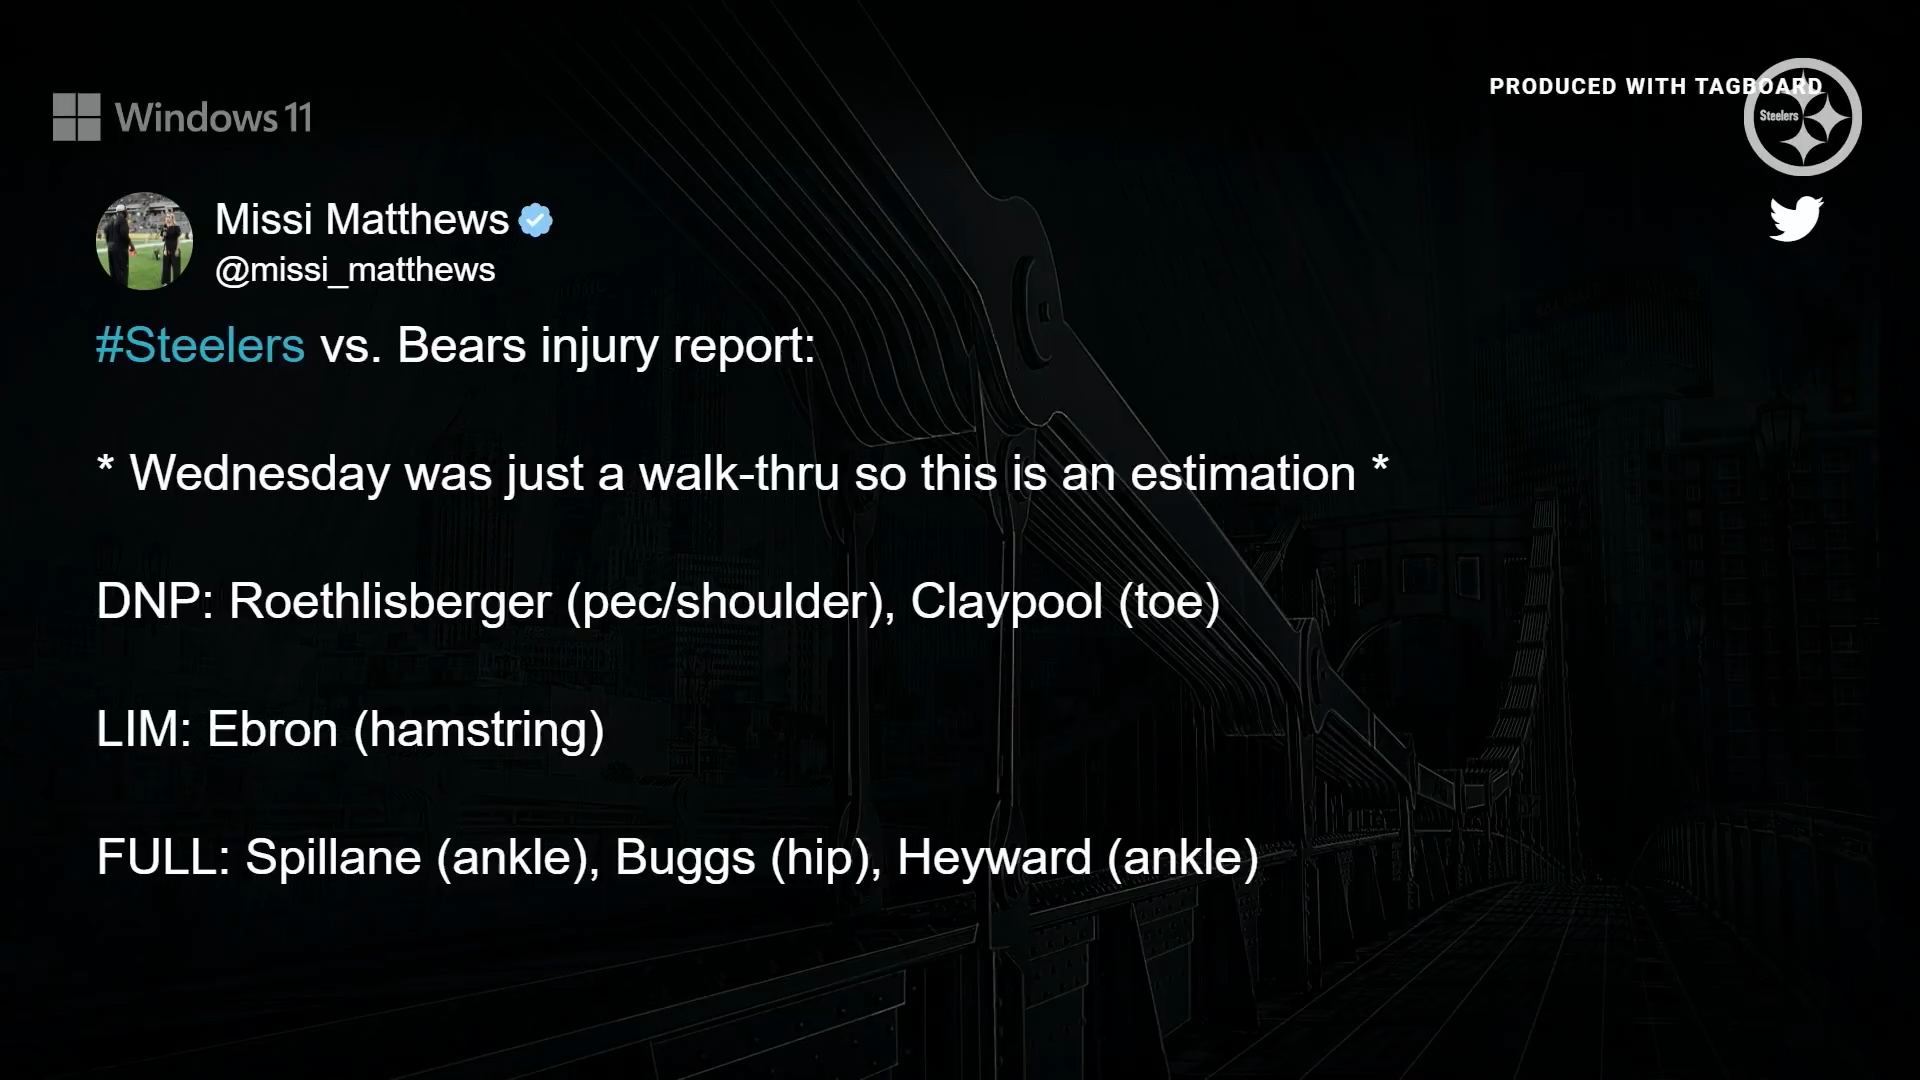 PRODUCED WITH TAGBOARD
Windows 11
Steelers
Missi Matthews
@missi_matthews
#Steelers vs. Bears injury report:
* Wednesday was just a walk-thru so this is an estimation *
DNP: Roethlisberger (pec/shoulder), Claypool (toe)
LIM: Ebron (hamstring)
FULL: Spillane (ankle), Buggs (hip), Heyward (ankle)